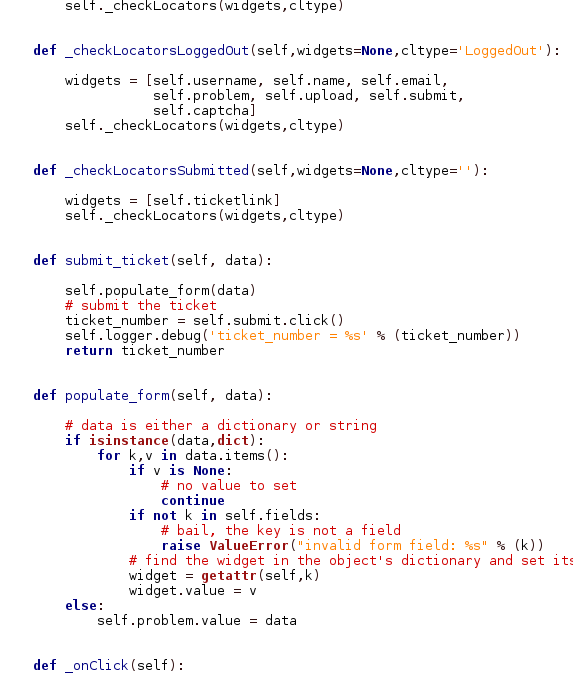 self._checkLocators(widgets,cltype)
    def _checkLocatorsLoggedOut(self,widgets=None,cltype='LoggedOut'):
        widgets = [self.username, self.name, self.email,
                   self.problem, self.upload, self.submit,
                   self.captcha]
        self._checkLocators(widgets,cltype)
    def _checkLocatorsSubmitted(self,widgets=None,cltype=''):
        widgets = [self.ticketlink]
        self._checkLocators(widgets,cltype)
    def submit_ticket(self, data):
        self.populate_form(data)
        # submit the ticket
        ticket_number = self.submit.click()
        self.logger.debug('ticket_number = %s' % (ticket_number))
        return ticket_number
    def populate_form(self, data):
        # data is either a dictionary or string
        if isinstance(data,dict):
            for k,v in data.items():
                if v is None:
                    # no value to set
                    continue
                if not k in self.fields:
                    # bail, the key is not a field
                    raise ValueError("invalid form field: %s" % (k))
                # find the widget in the object's dictionary and set its
                widget = getattr(self,k)
                widget.value = v
        else:
            self.problem.value = data
    def _onClick(self):